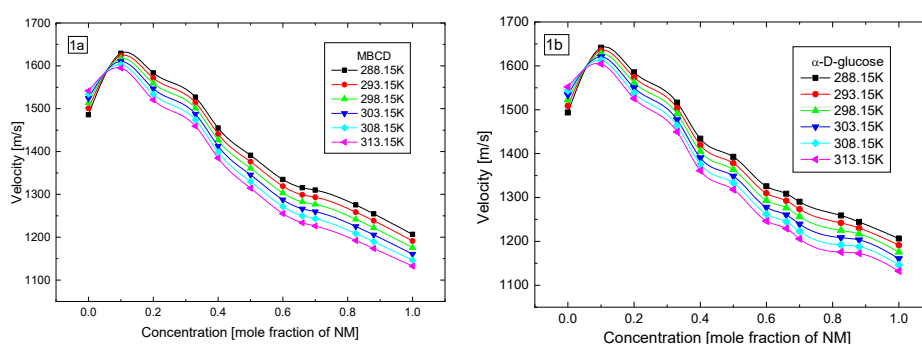 1a
MBCD
288.15K
293.15K
298.15K
303.15K
308.15K
313.15K
1700
1600
1500
1400
1300
1200
1100
Velocity [m/s]
0.0 0.2 0.4 0.6 0.8 1.0
Concentration [mole fraction of NM]
1b
α-D-glucose
288.15K
293.15K
298.15K
303.15K
308.15K
313.15K
1700
1600
1500
1400
1300
1200
1100
Velocity [m/s]
0.0 0.2 0.4 0.6 0.8 1.0
Concentration [mole fraction of NM]